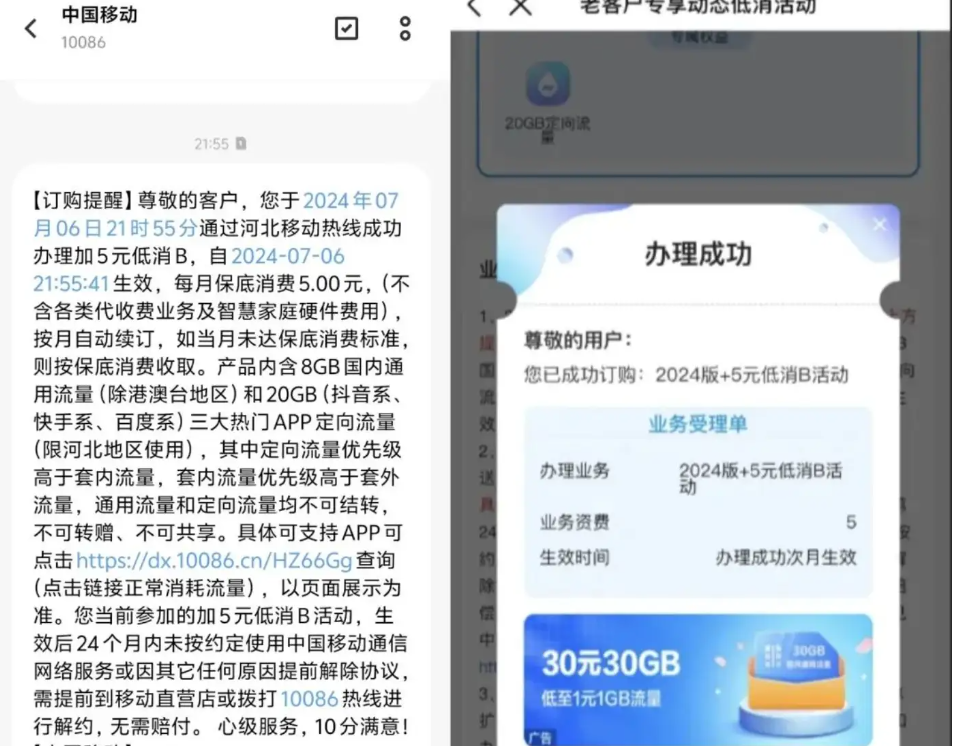 中国移动
10086
21:55
【订购提醒】尊敬的客户，您于2024年07
月06日21时55分通过河北移动热线成功
办理加5元低消B，自2024-07-06
21:55:41生效，每月保底消费5.00元，（不
含各类代收费业务及智慧家庭硬件费用），
按月自动续订，如当月未达保底消费标准，
则按保底消费收取。产品内含8GB国内通
用流量（除港澳台地区）和20GB（抖音系、
快手系、百度系）三大热门APP定向流量
（限河北地区使用），其中定向流量优先级
高于套内流量，套内流量优先级高于套外
流量，通用流量和定向流量均不可结转，
不可转赠、不可共享。具体可支持APP可
点击https://dx.10086.cn/HZ66Gg查询
（点击链接正常消耗流量），以页面展示为
准。您当前参加的加5元低消B活动，生
效后24个月内未按约定使用中国移动通信
网络服务或因其它任何原因提前解除协议，
需提前到移动直营店或拨打10086热线进
行解约，无需赔付。 心级服务，10分满意！
老客户专享动态低消活动
专属权益
20GB定向流
量
办理成功
尊敬的用户：
您已成功订购：2024版+5元低消B活动
业务受理单
办理业务 2024版+5元低消B活
动
业务资费 5
生效时间 办理成功次月生效
30元30GB
低至1元1GB流量
30GB
广告
业
1、
国
流
效
2、
送
具
24
约
除
偿
中
3、
扩